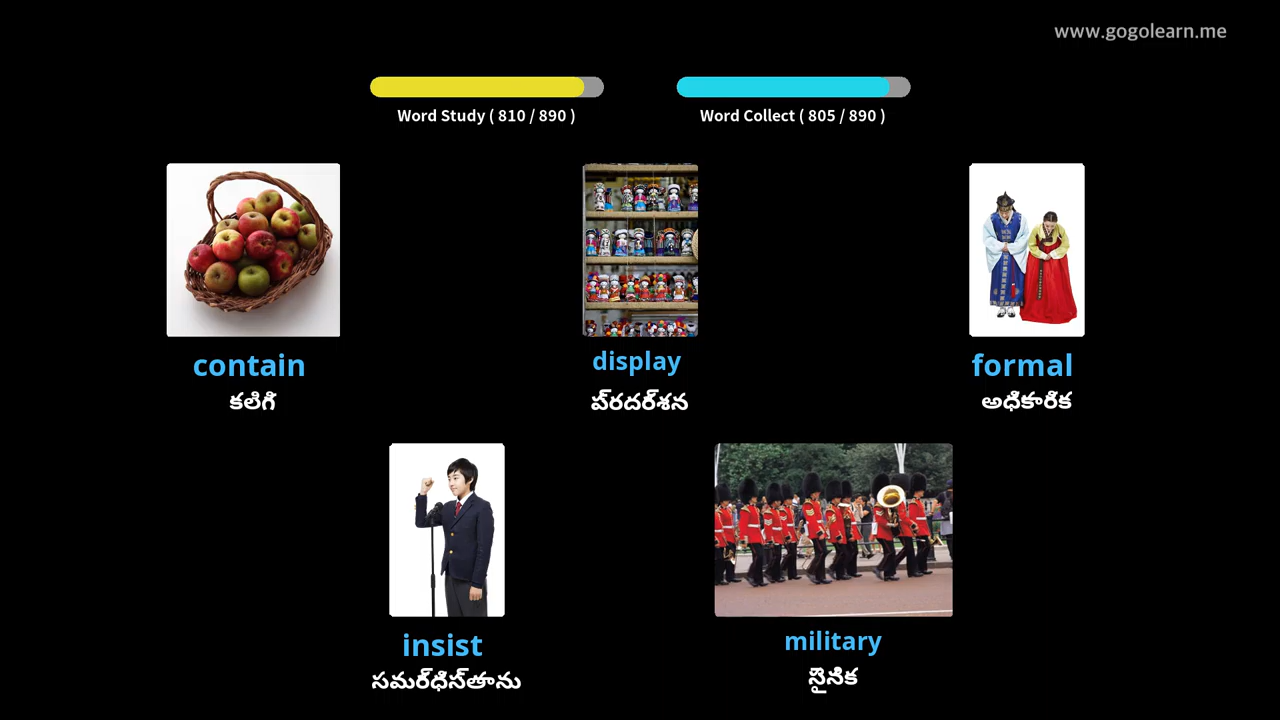 www.gogolearn.me
Word Study ( 810 / 890 )
Word Collect ( 805 / 890 )
contain
కలిగి
display
ప్‌రదర్‌శన
formal
అధికారిక
insist
సమర్‌ధిన్‌తాను
military
సైనిక